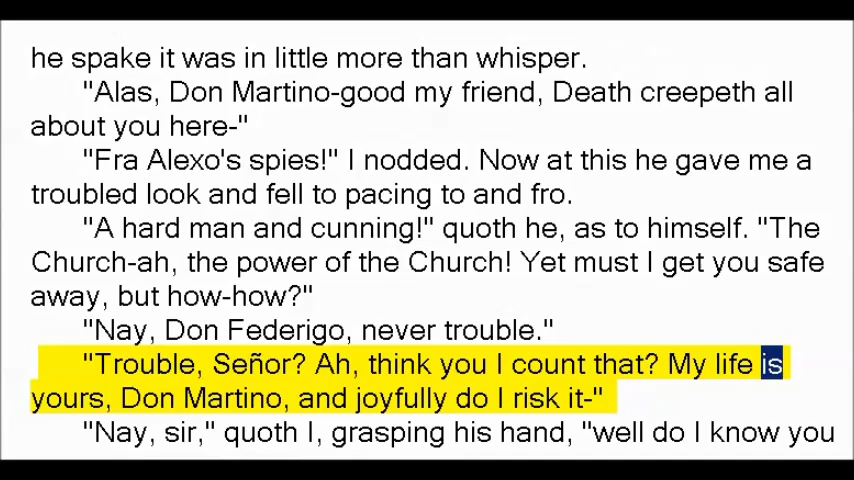 he spake it was in little more than whisper.
"Alas, Don Martino-good my friend, Death creepeth all
about you here-"
"Fra Alexo's spies!" I nodded. Now at this he gave me a
troubled look and fell to pacing to and fro.
"A hard man and cunning!" quoth he, as to himself. "The
Church-ah, the power of the Church! Yet must I get you safe
away, but how-how?"
"Nay, Don Federigo, never trouble."
"Trouble, Señor? Ah, think you I count that? My life is
yours, Don Martino, and joyfully do I risk it-"
"Nay, sir," quoth I, grasping his hand, "well do I know you